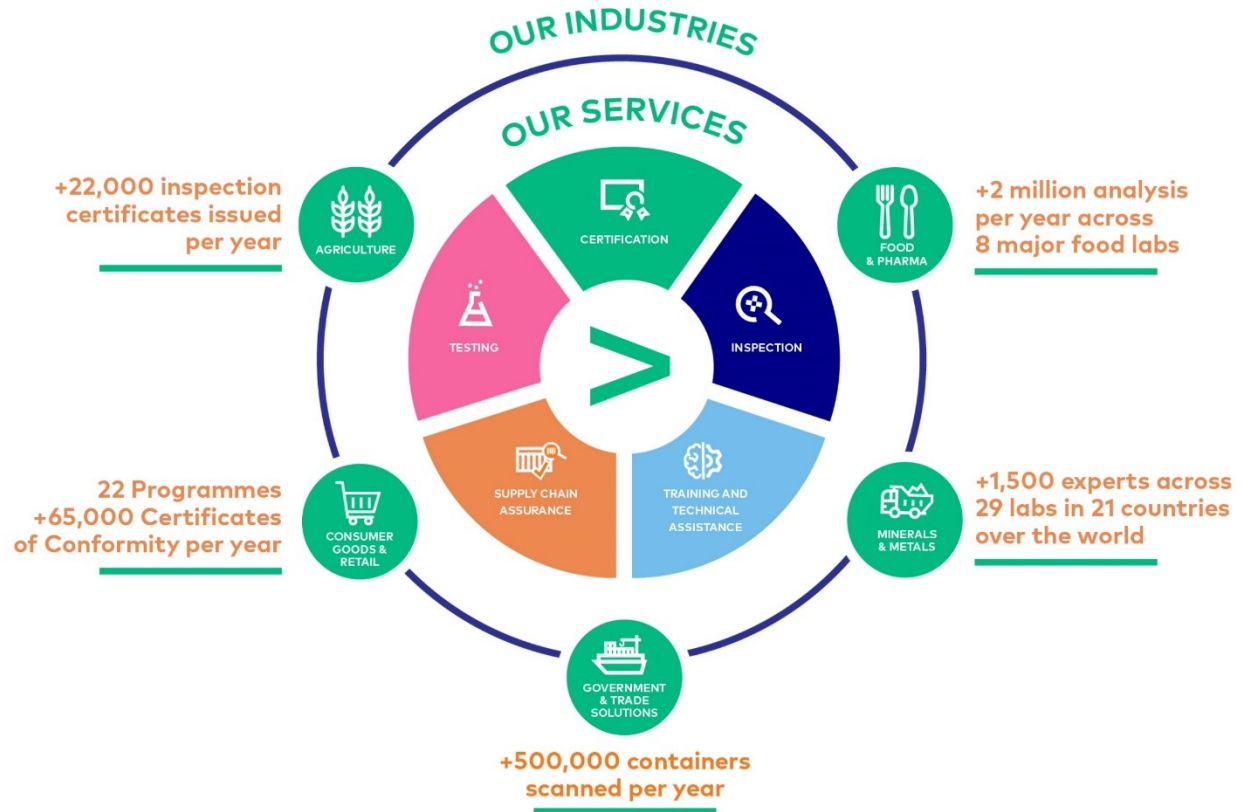 OUR INDUSTRIES
OUR SERVICES
+22,000 inspection
certificates issued
per year
AGRICULTURE
CERTIFICATION
FOOD
& PHARMA
+2 million analysis
per year across
8 major food labs
TESTING
INSPECTION
SUPPLY CHAIN
ASSURANCE
TRAINING AND
TECHNICAL
ASSISTANCE
22 Programmes
+65,000 Certificates
of Conformity per year
CONSUMER
GOODS &
RETAIL
MINERALS
& METALS
+1,500 experts across
29 labs in 21 countries
over the world
GOVERNMENT
& TRADE
SOLUTIONS
+500,000 containers
scanned per year